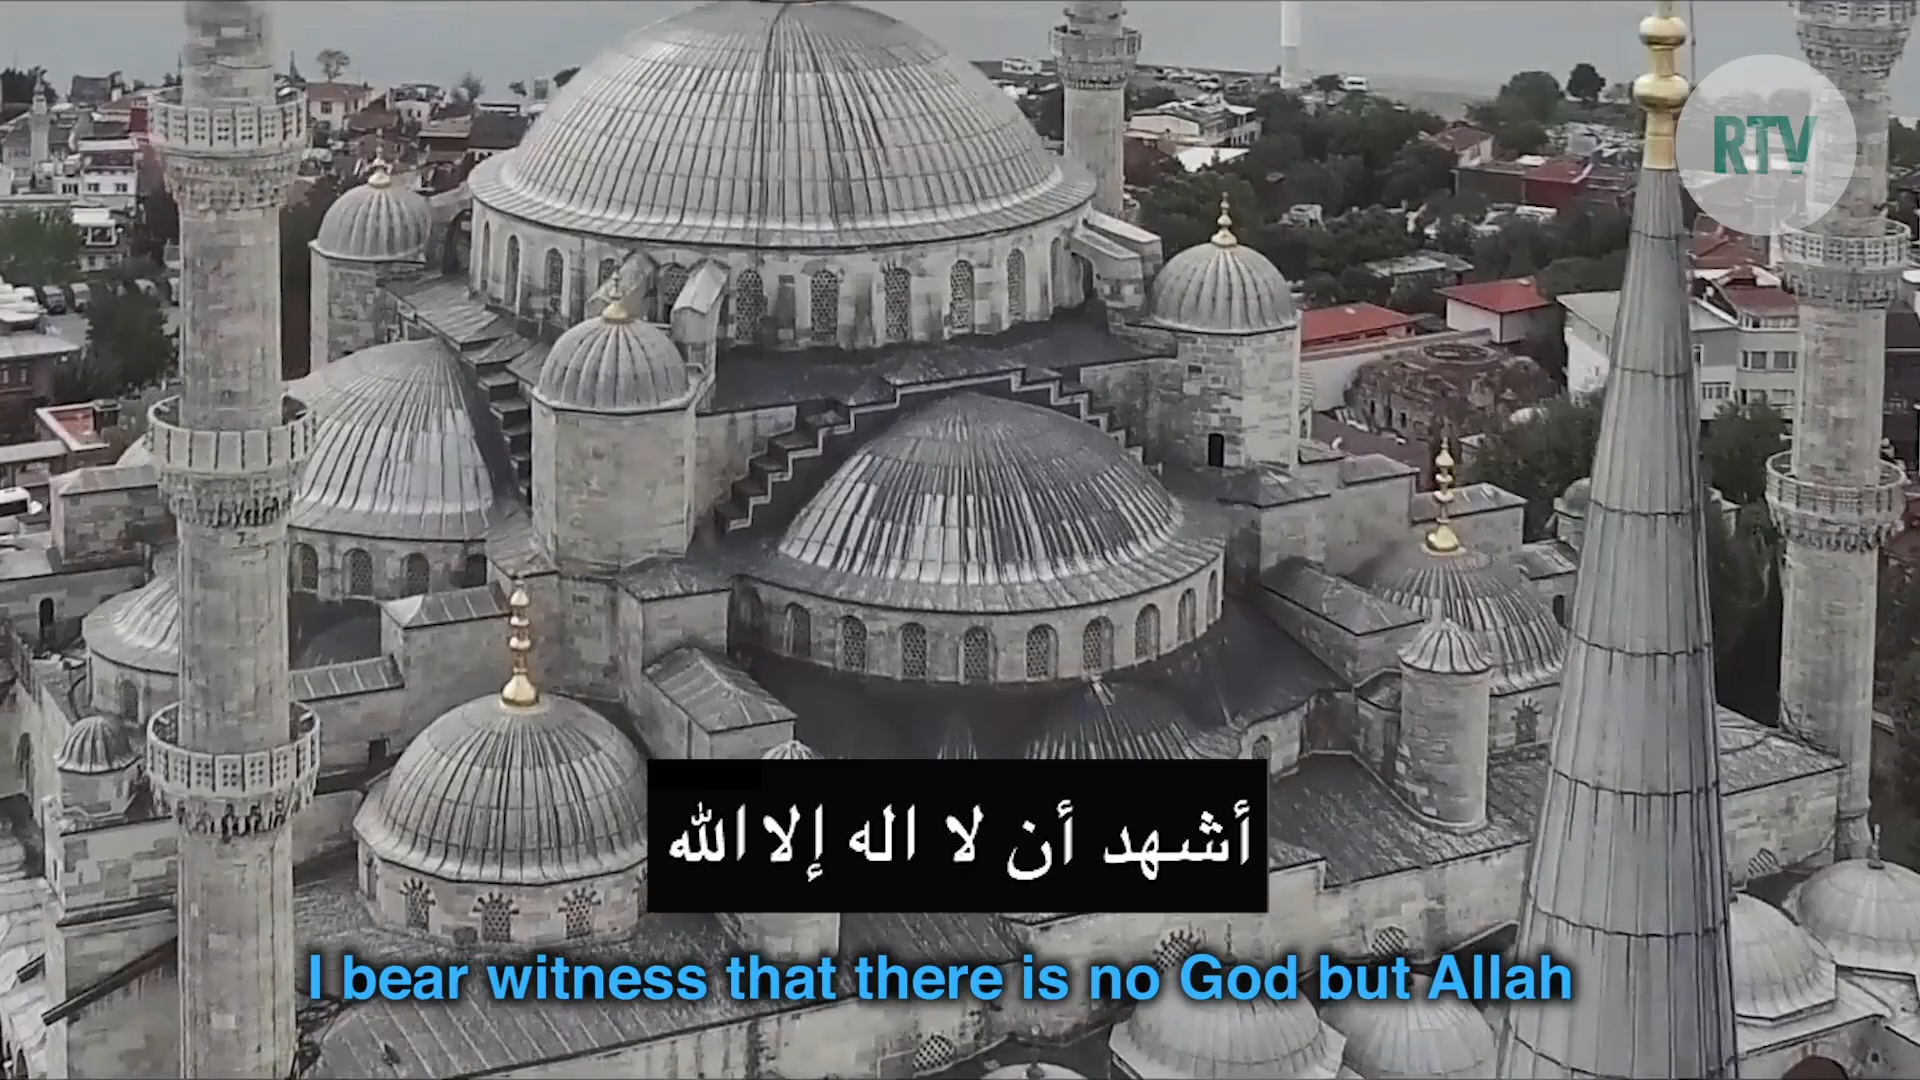 RTV
أشهد أن لا اله إلا الله
I bear witness that there is no God but Allah